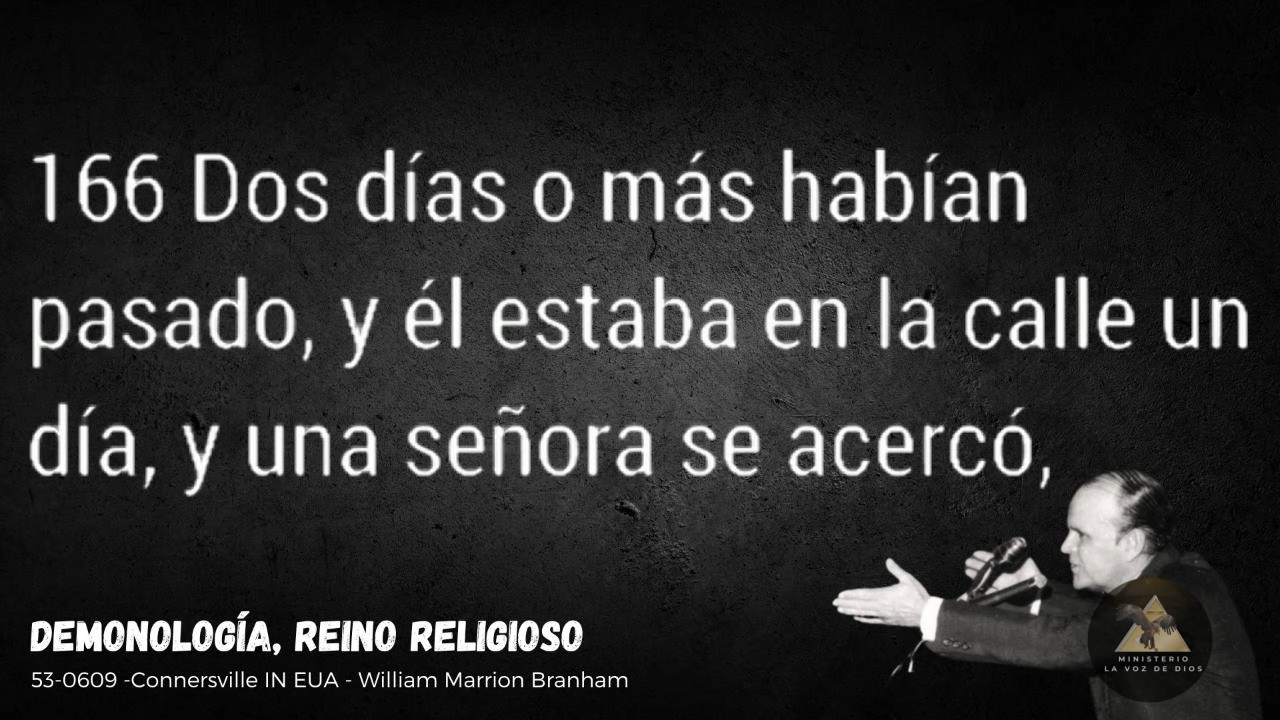 166 Dos días o más habían
pasado, y él estaba en la calle un
día, y una señora se acercó,
DEMONOLOGÍA, REINO RELIGIOSO
53-0609 -Connersville IN EUA - William Marrion Branham
MINISTERIO
LA VOZ DE DIOS